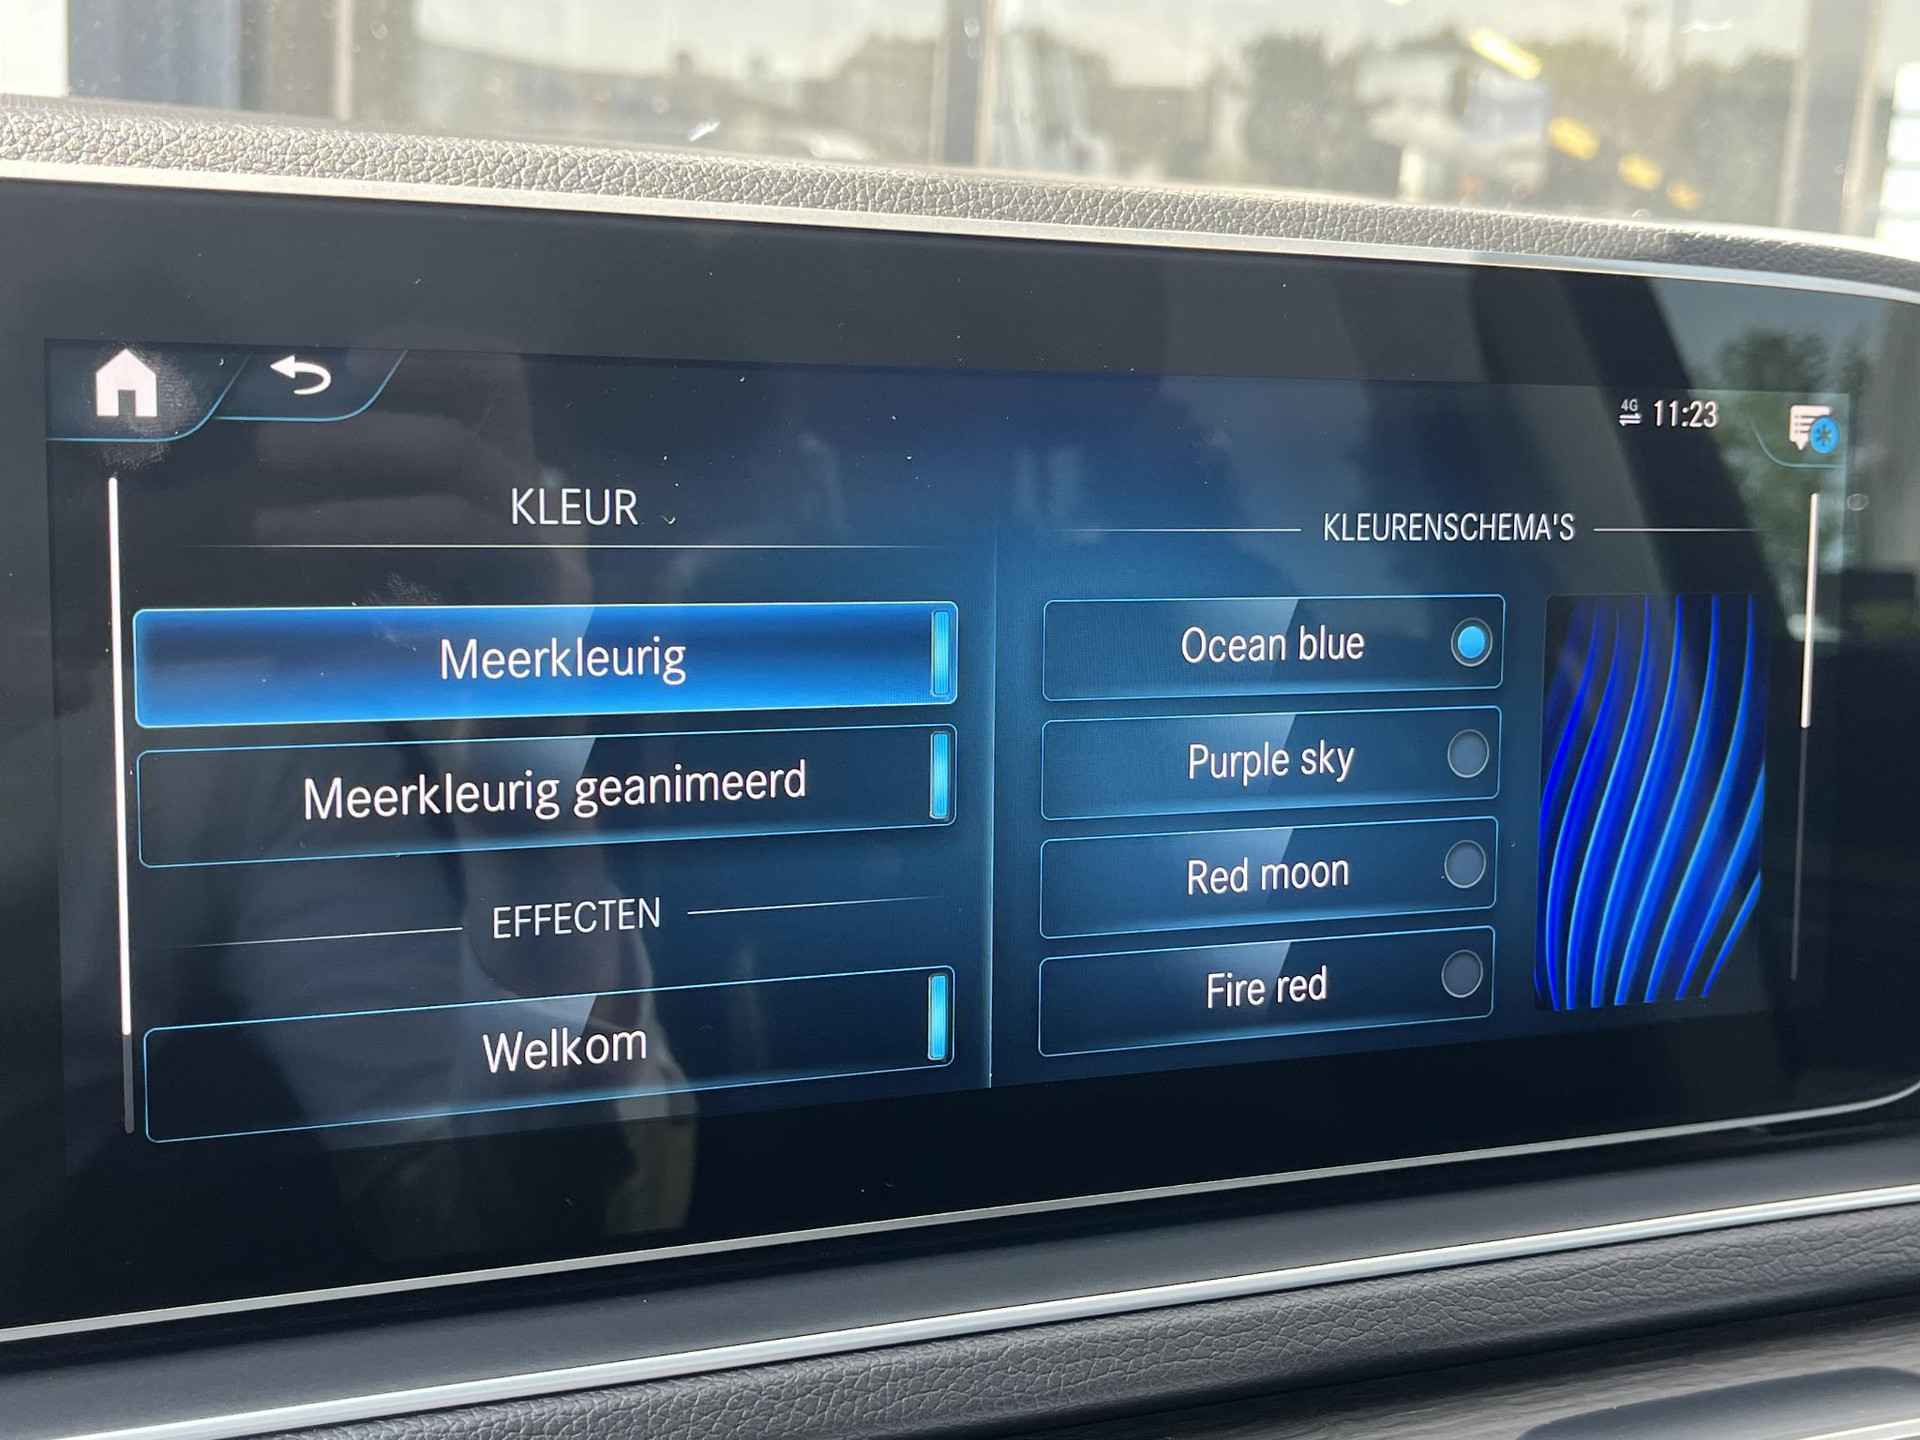 4G 11:23
KLEUR
Meerkleurig
Meerkleurig geanimeerd
EFFECTEN
Welkom
KLEURENSCHEMA'S
Ocean blue
Purple sky
Red moon
Fire red